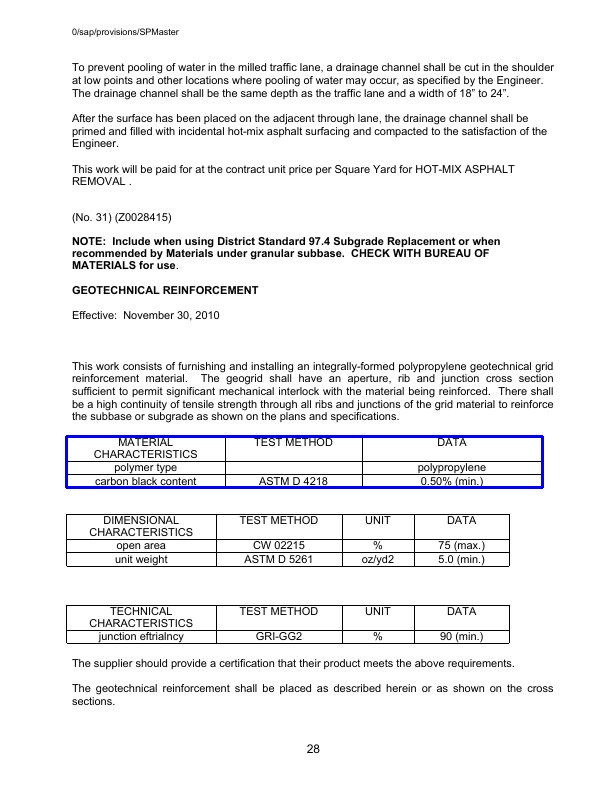 0/sap/provisions/SPMaster
To prevent pooling of water in the milled traffic lane, a drainage channel shall be cut in the shoulder
at low points and other locations where pooling of water may occur, as specified by the Engineer.
The drainage channel shall be the same depth as the traffic lane and a width of 18” to 24”.
After the surface has been placed on the adjacent through lane, the drainage channel shall be
primed and filled with incidental hot-mix asphalt surfacing and compacted to the satisfaction of the
Engineer.
This work will be paid for at the contract unit price per Square Yard for HOT-MIX ASPHALT
REMOVAL .
(No. 31) (Z0028415)
NOTE: Include when using District Standard 97.4 Subgrade Replacement or when
recommended by Materials under granular subbase. CHECK WITH BUREAU OF
MATERIALS for use.
GEOTECHNICAL REINFORCEMENT
Effective: November 30, 2010
This work consists of furnishing and installing an integrally-formed polypropylene geotechnical grid
reinforcement material. The geogrid shall have an aperture, rib and junction cross section
sufficient to permit significant mechanical interlock with the material being reinforced. There shall
be a high continuity of tensile strength through all ribs and junctions of the grid material to reinforce
the subbase or subgrade as shown on the plans and specifications.
MATERIAL TEST METHOD DATA
CHARACTERISTICS
polymer type polypropylene
carbon black content ASTM D 4218 0.50% (min.)
DIMENSIONAL TEST METHOD UNIT DATA
CHARACTERISTICS
open area CW 02215 % 75 (max.)
unit weight ASTM D 5261 oz/yd2 5.0 (min.)
TECHNICAL TEST METHOD UNIT DATA
CHARACTERISTICS
junction eftrialncy GRI-GG2 % 90 (min.)
The supplier should provide a certification that their product meets the above requirements.
The geotechnical reinforcement shall be placed as described herein or as shown on the cross
sections.
28